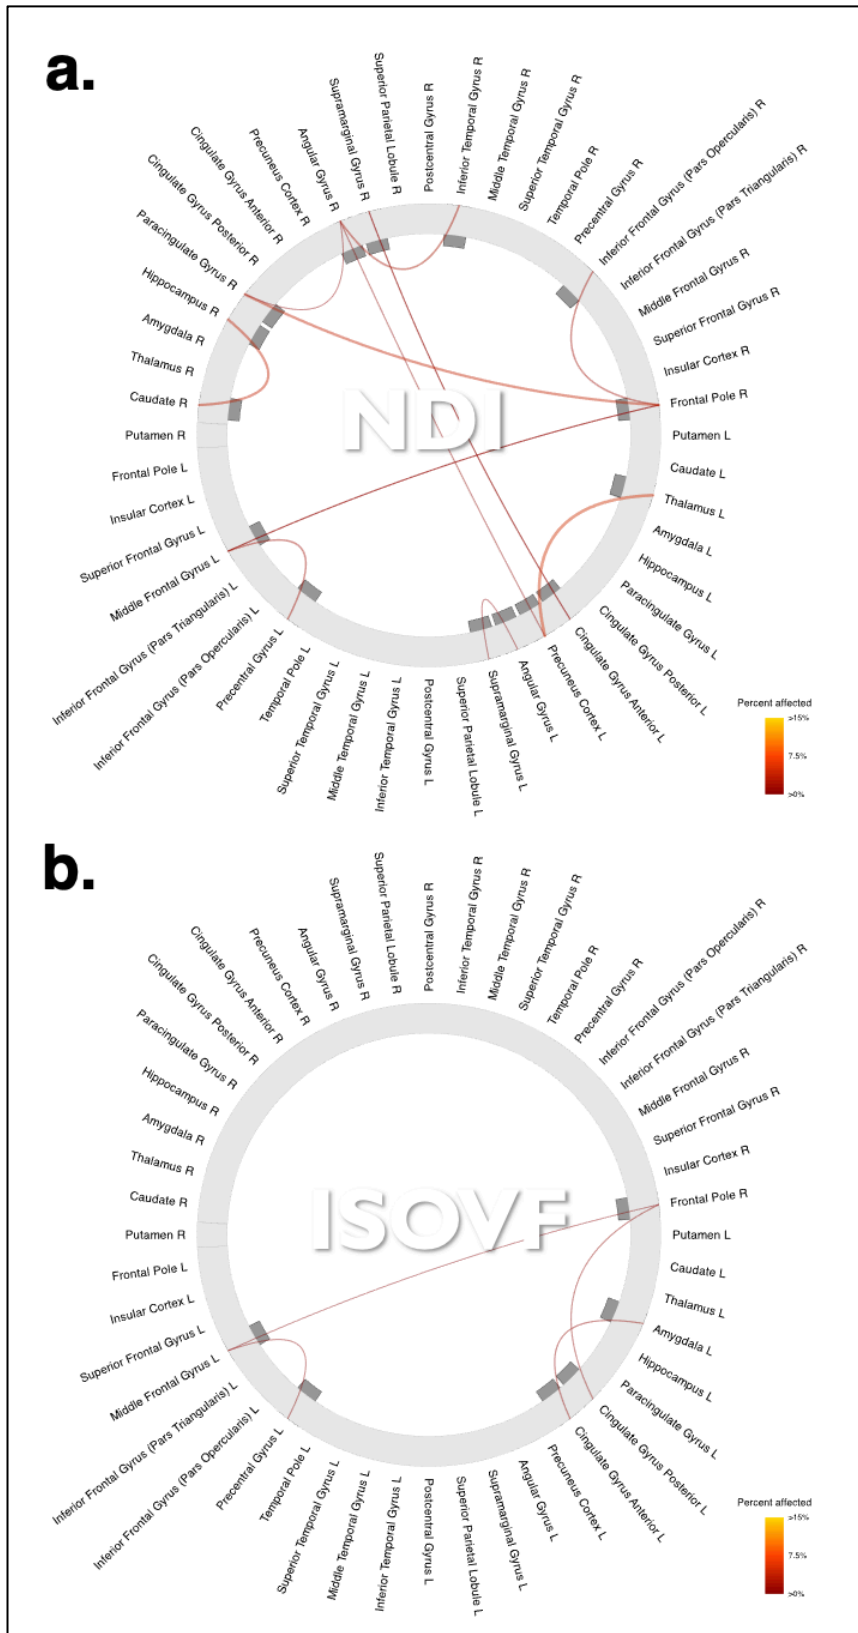 a.
Postcentral Gyrus R
Inferior Temporal Gyrus R
Middle Temporal Gyrus R
Superior Temporal Gyrus R
Temporal Pole R
Precentral Gyrus R
Inferior Frontal Gyrus (Pars Opercularis) R
Inferior Frontal Gyrus (Pars Triangularis) R
Middle Frontal Gyrus R
Superior Frontal Gyrus R
Insular Cortex R
Frontal Pole R
Putamen L
Caudate L
Thalamus L
Amygdala L
Hippocampus L
Paracingulate Gyrus L
Cingulate Gyrus Posterior L
Cingulate Gyrus Anterior L
Precuneus Cortex L
Angular Gyrus L
Supramarginal Gyrus L
Superior Parietal Lobule L
Postcentral Gyrus L
Inferior Temporal Gyrus L
Middle Temporal Gyrus L
Superior Temporal Gyrus L
Temporal Pole L
Precentral Gyrus L
Inferior Frontal Gyrus (Pars Opercularis) L
Inferior Frontal Gyrus (Pars Triangularis) L
Middle Frontal Gyrus L
Superior Frontal Gyrus L
Insular Cortex L
Frontal Pole L
Putamen R
Caudate R
Thalamus R
Amygdala R
Hippocampus R
Paracingulate Gyrus R
Cingulate Gyrus Posterior R
Cingulate Gyrus Anterior R
Precuneus Cortex R
Angular Gyrus R
Supramarginal Gyrus R
Superior Parietal Lobule R
NDI
Percent affected
>15%
7.5%
>0%
b.
Postcentral Gyrus R
Inferior Temporal Gyrus R
Middle Temporal Gyrus R
Superior Temporal Gyrus R
Temporal Pole R
Precentral Gyrus R
Inferior Frontal Gyrus (Pars Opercularis) R
Inferior Frontal Gyrus (Pars Triangularis) R
Middle Frontal Gyrus R
Superior Frontal Gyrus R
Insular Cortex R
Frontal Pole R
Putamen L
Caudate L
Thalamus L
Amygdala L
Hippocampus L
Paracingulate Gyrus L
Cingulate Gyrus Posterior L
Cingulate Gyrus Anterior L
Precuneus Cortex L
Angular Gyrus L
Supramarginal Gyrus L
Superior Parietal Lobule L
Postcentral Gyrus L
Inferior Temporal Gyrus L
Middle Temporal Gyrus L
Superior Temporal Gyrus L
Temporal Pole L
Precentral Gyrus L
Inferior Frontal Gyrus (Pars Opercularis) L
Inferior Frontal Gyrus (Pars Triangularis) L
Middle Frontal Gyrus L
Superior Frontal Gyrus L
Insular Cortex L
Frontal Pole L
Putamen R
Caudate R
Thalamus R
Amygdala R
Hippocampus R
Paracingulate Gyrus R
Cingulate Gyrus Posterior R
Cingulate Gyrus Anterior R
Precuneus Cortex R
Angular Gyrus R
Supramarginal Gyrus R
Superior Parietal Lobule R
ISOVF
Percent affected
>15%
7.5%
>0%